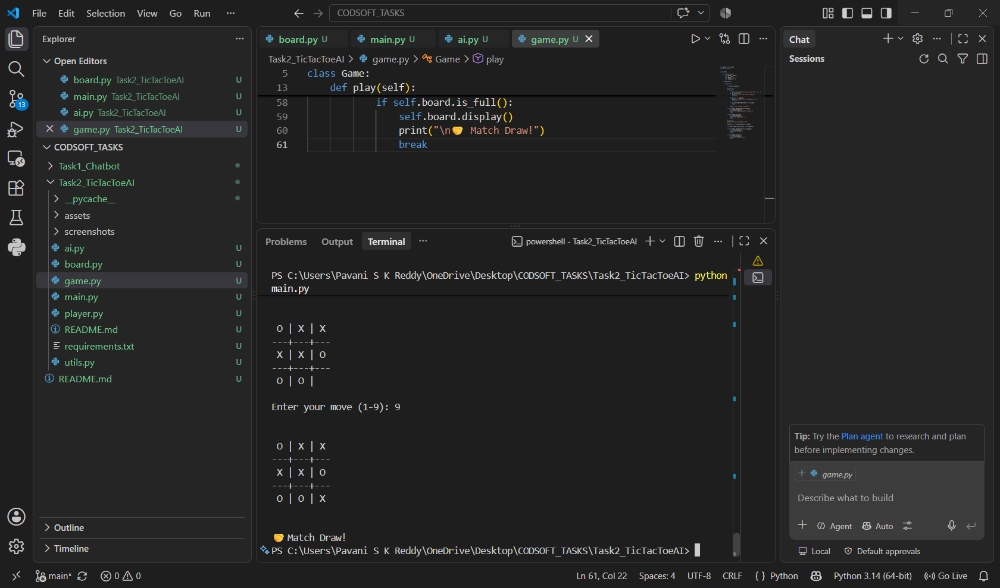 File Edit Selection View Go Run ···
CODSOFT_TASKS
Explorer
Open Editors
board.py Task2_TicTacToeAI U
main.py Task2_TicTacToeAI U
ai.py Task2_TicTacToeAI U
game.py Task2_TicTacToeAI U
CODSOFT_TASKS
Task1_Chatbot
Task2_TicTacToeAI
__pycache__
assets
screenshots
ai.py U
board.py U
game.py U
main.py U
player.py U
README.md U
requirements.txt U
utils.py U
README.md U
Outline
Timeline
13
board.py U main.py U ai.py U game.py U
Task2_TicTacToeAI > game.py > Game > play
5 class Game:
13 def play(self):
58 if self.board.is_full():
59 self.board.display()
60 print("\n🤝 Match Draw!")
61 break
Problems Output Terminal ···
powershell - Task2_TicTacToeAI
PS C:\Users\Pavani S K Reddy\OneDrive\Desktop\CODSOFT_TASKS\Task2_TicTacToeAI> python
main.py
O | X | X
---+---+---
X | X | O
---+---+---
O | O |
Enter your move (1-9): 9
O | X | X
---+---+---
X | X | O
---+---+---
O | O | X
🤝 Match Draw!
PS C:\Users\Pavani S K Reddy\OneDrive\Desktop\CODSOFT_TASKS\Task2_TicTacToeAI>
Chat
Sessions
Tip: Try the Plan agent to research and plan
before implementing changes.
game.py
Describe what to build
Agent Auto
Local Default approvals
main* 0 0
Ln 61, Col 22 Spaces: 4 UTF-8 CRLF { } Python Python 3.14 (64-bit) Go Live